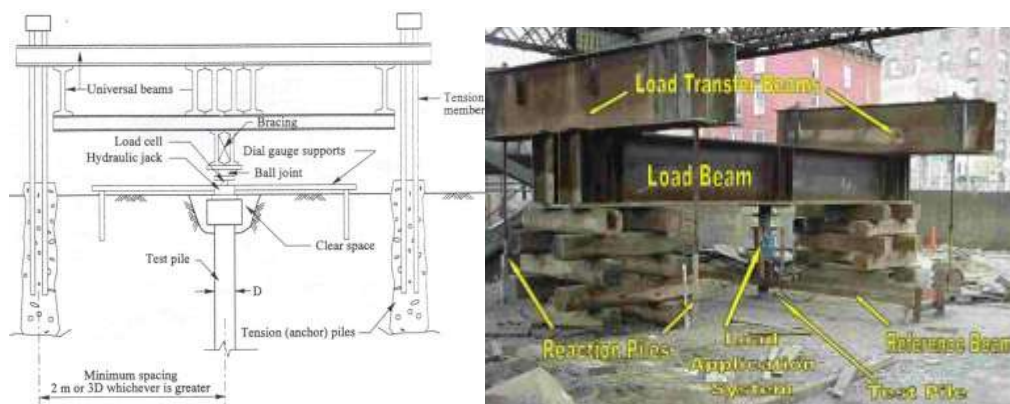 Universal beams
Tension
member
Bracing
Load cell
Hydraulic jack
Dial gauge supports
Ball joint
Clear space
Test pile
D
Tension (anchor) piles
Minimum spacing
2 m or 3D whichever is greater
Load Transfer Beams
Load Beam
Reaction Piles
Load
Application
System
Reference Beam
Test Pile